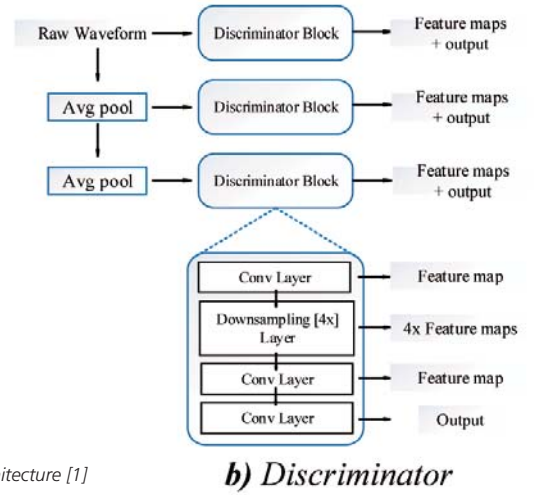 Raw Waveform
Discriminator Block
Feature maps
+ output
Avg pool
Discriminator Block
Feature maps
+ output
Avg pool
Discriminator Block
Feature maps
+ output
Conv Layer
Feature map
Downsampling [4x]
Layer
4x Feature maps
Conv Layer
Feature map
Conv Layer
Output
itecture [1]
b) Discriminator